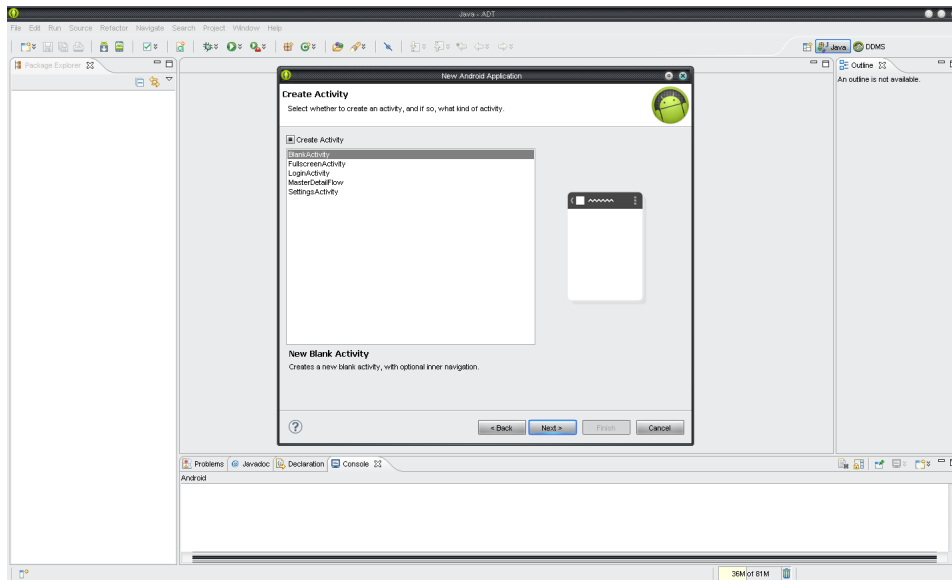 Java - ADT
File Edit Run Source Refactor Navigate Search Project Window Help
Java DDMS
Package Explorer
Outline
An outline is not available.
New Android Application
Create Activity
Select whether to create an activity, and if so, what kind of activity.
Create Activity
BlankActivity
FullscreenActivity
LoginActivity
MasterDetailFlow
SettingsActivity
New Blank Activity
Creates a new blank activity, with optional inner navigation.
? < Back Next > Finish Cancel
Problems @ Javadoc Declaration Console
Android
36M of 81M